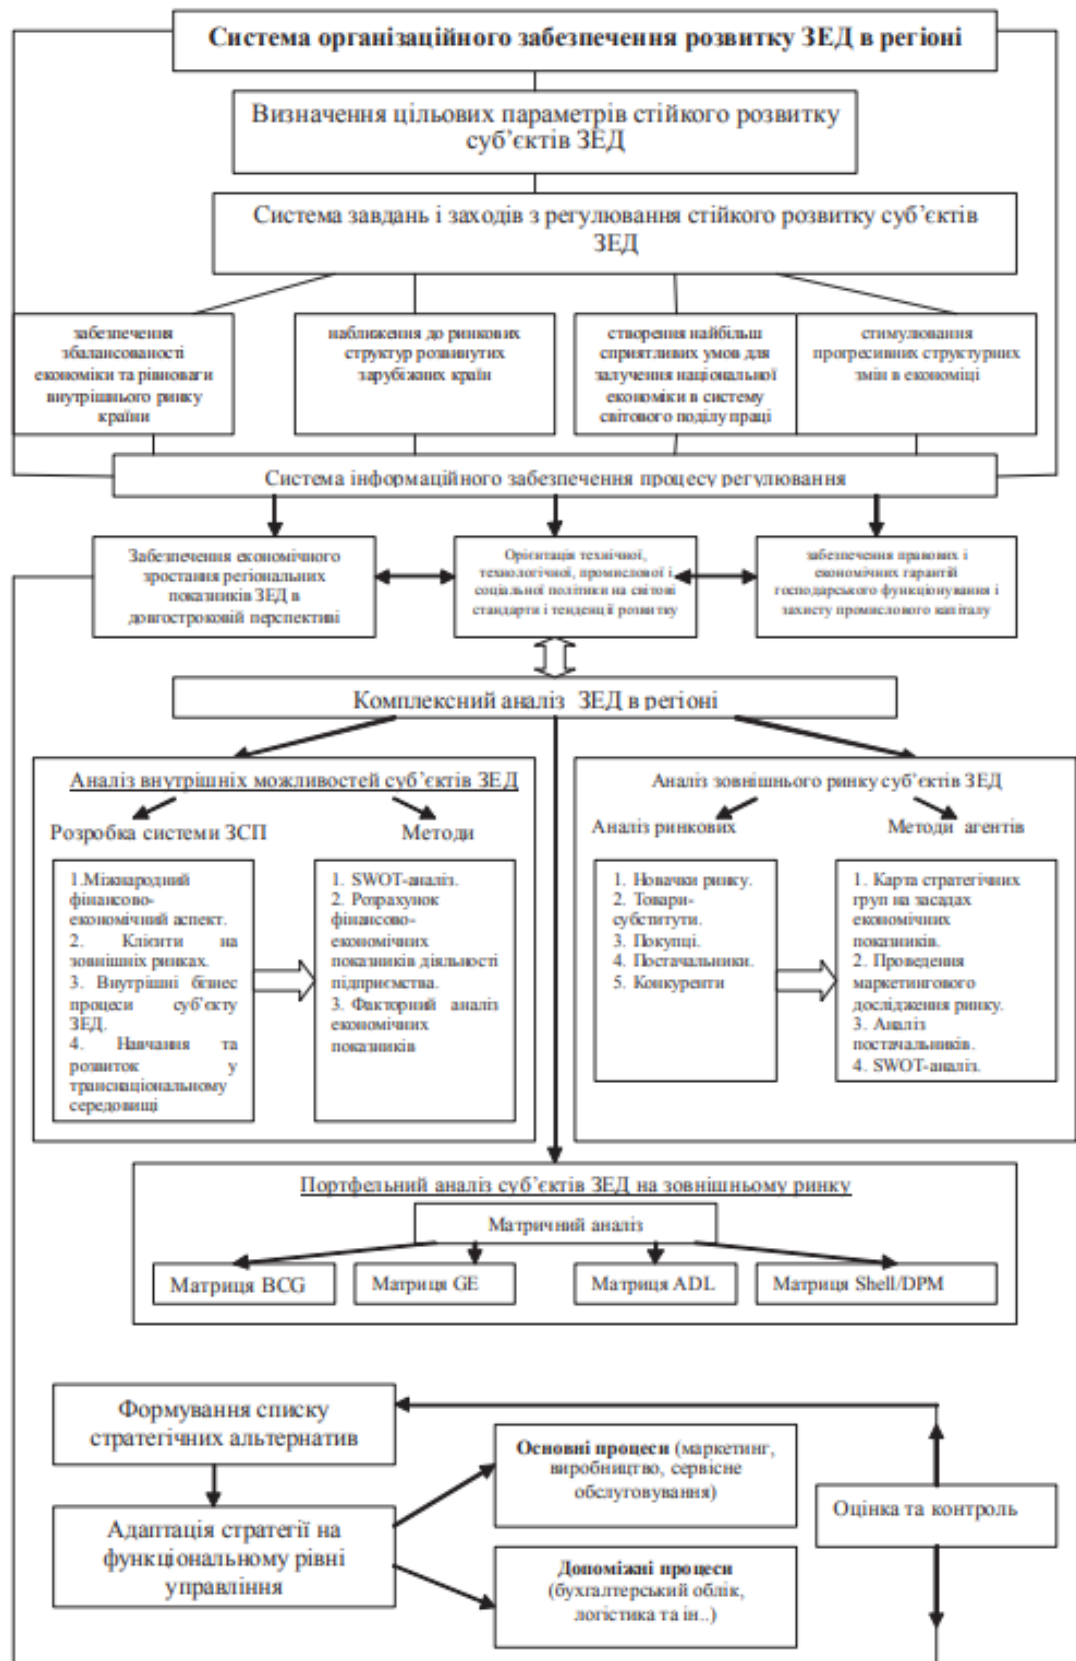 Система організаційного забезпечення розвитку ЗЕД в регіоні
Визначення цільових параметрів стійкого розвитку
суб’єктів ЗЕД
Система завдань і заходів з регулювання стійкого розвитку суб’єктів
ЗЕД
забезпечення
збалансованості
економіки та рівноваги
внутрішнього ринку
країни
наближення до ринкових
структур розвинутих
зарубіжних країн
створення найбільш
сприятливих умов для
залучення національної
економіки в систему
світового поділу праці
стимулювання
прогресивних структурних
змін в економіці
Система інформаційного забезпечення процесу регулювання
Забезпечення економічного
зростання регіональних
показників ЗЕД в
довгостроковій перспективі
Орієнтація технічної,
технологічної, промислової і
соціальної політики на світові
стандарти і тенденції розвитку
забезпечення правових і
економічних гарантій
господарського функціонування і
захисту промислового капіталу
Комплексний аналіз ЗЕД в регіоні
Аналіз внутрішніх можливостей суб’єктів ЗЕД
Розробка системи ЗСП
Методи
1.Міжнародний
фінансово-
економічний аспект.
2. Клієнти на
зовнішніх ринках.
3. Внутрішні бізнес
процеси суб’єкту
ЗЕД.
4. Навчання та
розвиток у
транснаціональному
середовищі
1. SWOT-аналіз.
2. Розрахунок
фінансово-
економічних
показників діяльності
підприємства.
3. Факторний аналіз
економічних
показників
Аналіз зовнішнього ринку суб’єктів ЗЕД
Аналіз ринкових
Методи агентів
1. Новачки ринку.
2. Товари-
субститути.
3. Покупці.
4. Постачальники.
5. Конкуренти
1. Карта стратегічних
груп на засадах
економічних
показників.
2. Проведення
маркетингового
дослідження ринку.
3. Аналіз
постачальників.
4. SWOT-аналіз.
Портфельний аналіз суб’єктів ЗЕД на зовнішньому ринку
Матричний аналіз
Матриця BCG
Матриця GE
Матриця ADL
Матриця Shell/DPM
Формування списку
стратегічних альтернатив
Адаптація стратегії на
функціональному рівні
управління
Основні процеси (маркетинг,
виробництво, сервісне
обслуговування)
Допоміжні процеси
(бухгалтерський облік,
логістика та ін..)
Оцінка та контроль